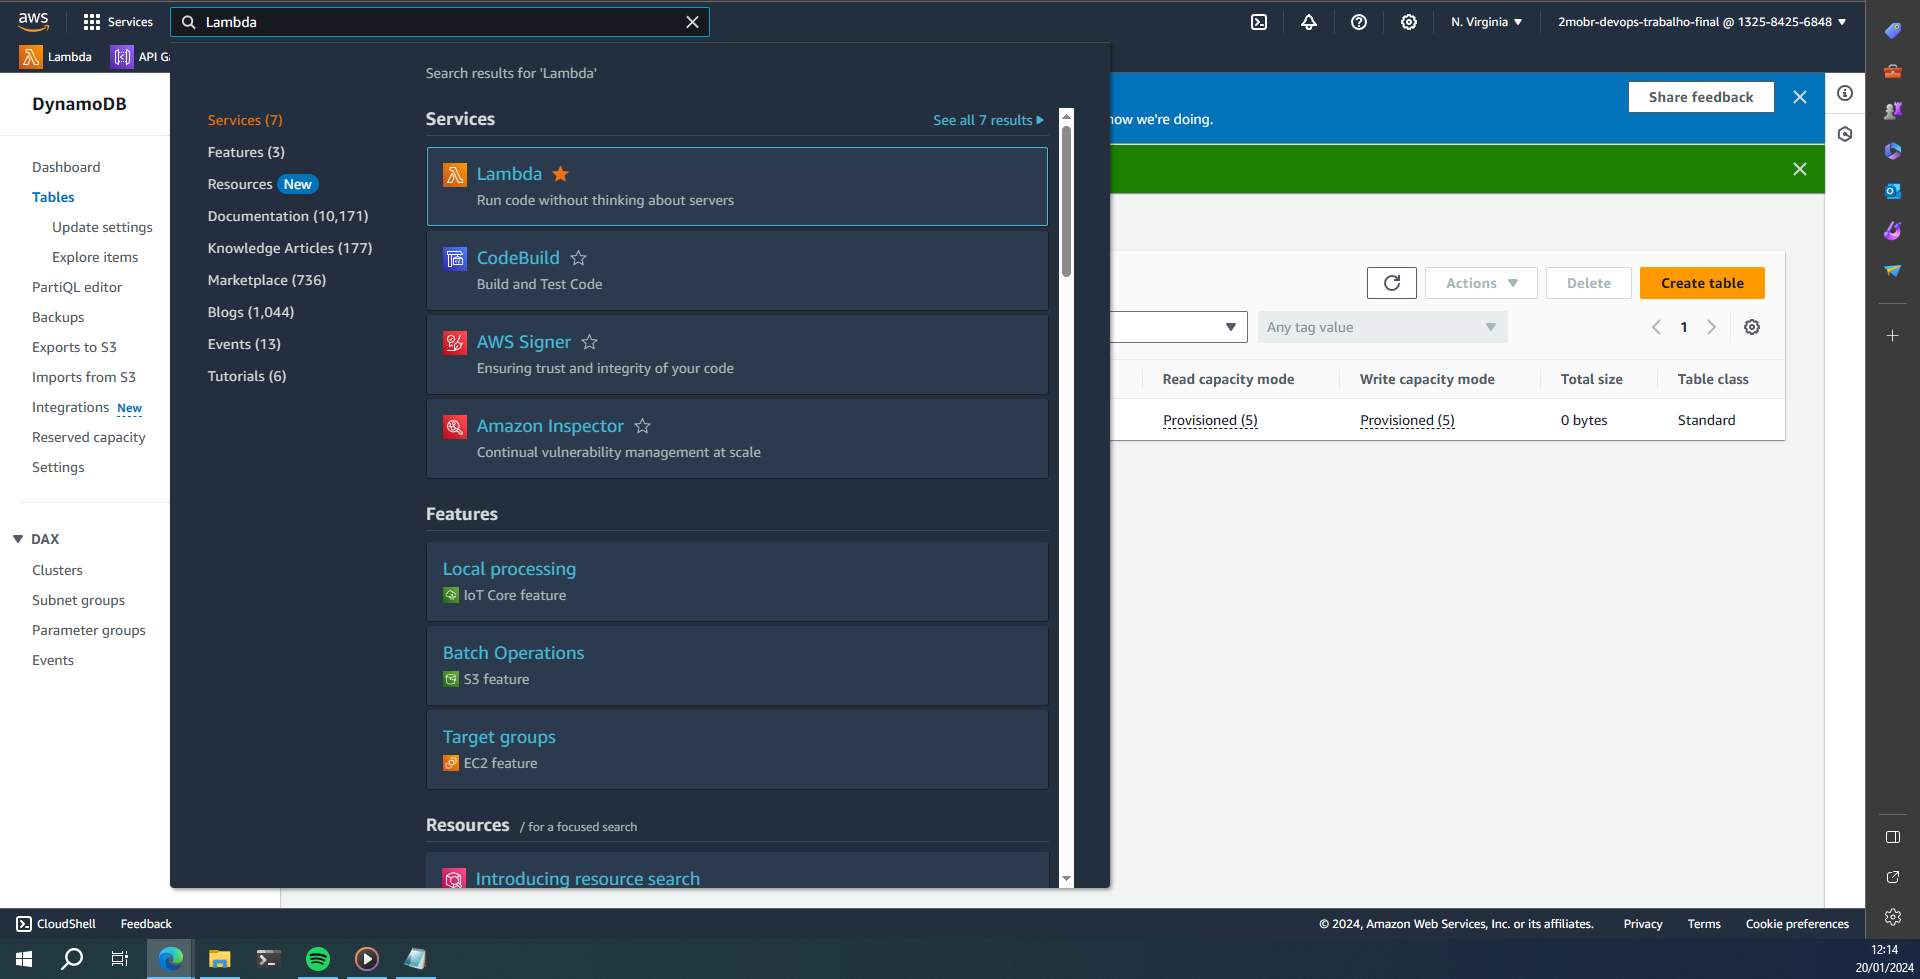 aws
Services
Lambda
N. Virginia
2mobr-devops-trabalho-final @ 1325-8425-6848
Lambda
API Ga
Search results for 'Lambda'
Services (7)
Features (3)
Resources New
Documentation (10,171)
Knowledge Articles (177)
Marketplace (736)
Blogs (1,044)
Events (13)
Tutorials (6)
Services
See all 7 results
Lambda
Run code without thinking about servers
CodeBuild
Build and Test Code
AWS Signer
Ensuring trust and integrity of your code
Amazon Inspector
Continual vulnerability management at scale
Features
Local processing
IoT Core feature
Batch Operations
S3 feature
Target groups
EC2 feature
Resources / for a focused search
Introducing resource search
DynamoDB
Dashboard
Tables
Update settings
Explore items
PartiQL editor
Backups
Exports to S3
Imports from S3
Integrations New
Reserved capacity
Settings
DAX
Clusters
Subnet groups
Parameter groups
Events
how we're doing.
Share feedback
Actions
Delete
Create table
Any tag value
1
Read capacity mode
Write capacity mode
Total size
Table class
Provisioned (5)
Provisioned (5)
0 bytes
Standard
CloudShell
Feedback
© 2024, Amazon Web Services, Inc. or its affiliates.
Privacy
Terms
Cookie preferences
12:14
20/01/2024